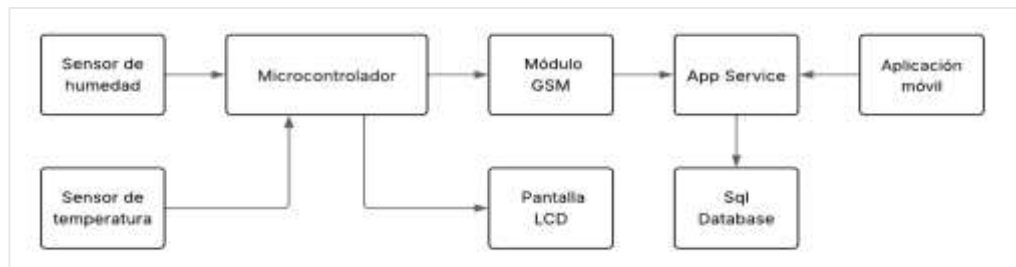 Sensor de
humedad
Microcontrolador
Módulo
GSM
App Service
Aplicación
móvil
Sensor de
temperatura
Pantalla
LCD
Sql
Database